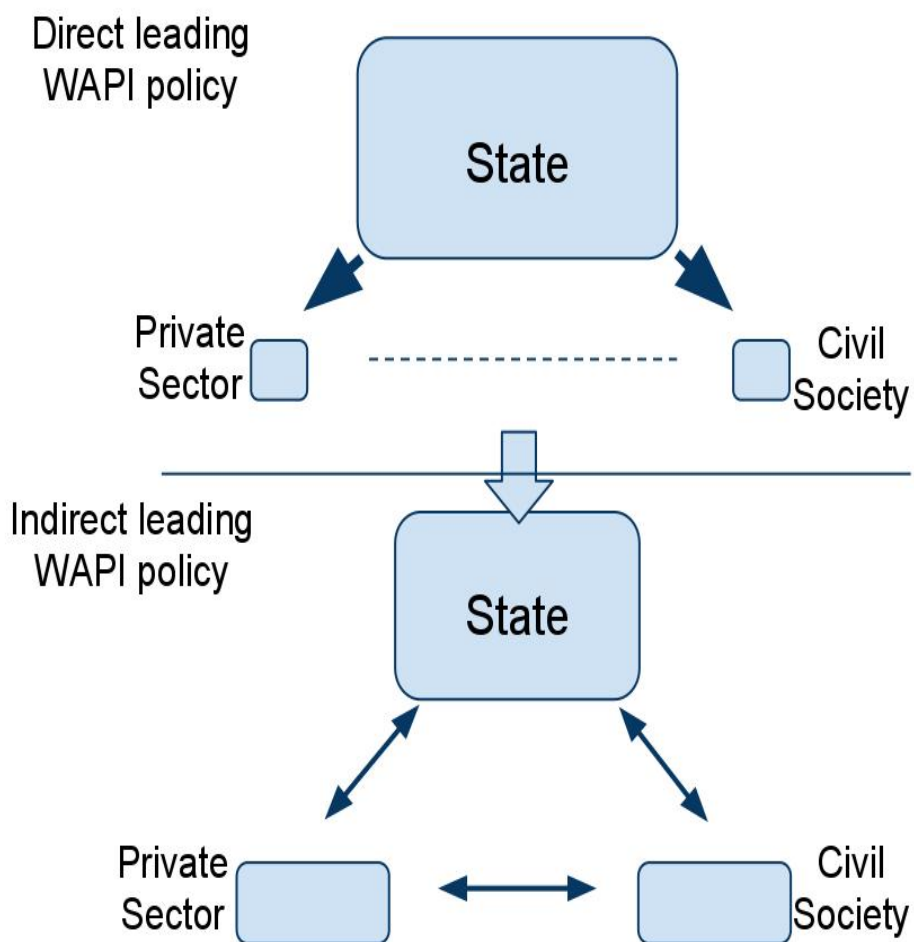 Direct leading
WAPI policy
State
Private
Sector
Civil
Society
Indirect leading
WAPI policy
State
Private
Sector
Civil
Society